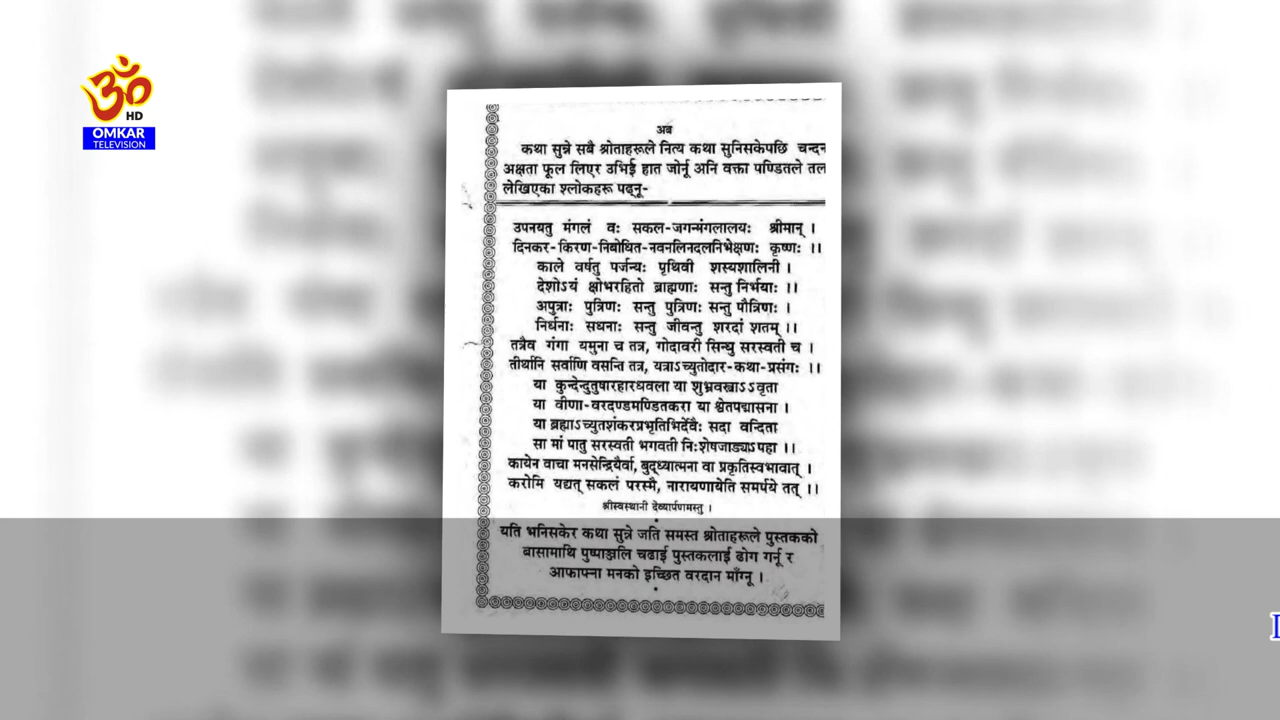 ॐ
HD
OMKAR
TELEVISION
अब
कथा सुन्ने सबै श्रोताहरूले नित्य कथा सुनिसकेपछि चन्दन
अक्षता फूल लिएर उभिई हात जोर्नू अनि वक्ता पण्डितले तल
लेखिएका श्लोकहरू पढ्नू-
उपनयतु मंगलं वः सकल-जगन्मंगलालयः श्रीमान् ।
दिनकर-किरण-निबोधित-नवनलिनदलनिभेक्षणः कृष्णः ।।
काले वर्षतु पर्जन्यः पृथिवी शस्यशालिनी ।
देशोऽयं क्षोभरहितो ब्राह्मणाः सन्तु निर्भयाः ।।
अपुत्राः पुत्रिणः सन्तु पुत्रिणः सन्तु पौत्रिणः ।
निर्धनाः सधनाः सन्तु जीवन्तु शरदां शतम् ।।
तत्रैव गंगा यमुना च तत्र, गोदावरी सिन्धु सरस्वती च ।
तीर्थानि सर्वाणि वसन्ति तत्र, यत्राऽच्युतोदार-कथा-प्रसंगः ।।
या कुन्देन्दुतुषारहारधवला या शुभ्रवस्त्राऽऽवृता
या वीणा-वरदण्डमण्डितकरा या श्वेतपद्मासना ।
या ब्रह्माऽच्युतशंकरप्रभृतिभिर्देवैः सदा वन्दिता
सा मां पातु सरस्वती भगवती निःशेषजाड्याऽपहा ।।
कायेन वाचा मनसेन्द्रियैर्वा, बुद्ध्यात्मना वा प्रकृतिस्वभावात् ।
करोमि यद्यत् सकलं परस्मै, नारायणायेति समर्पये तत् ।।
श्रीस्वस्थानी देव्यार्पणमस्तु ।
यति भनिसकेर कथा सुन्ने जति समस्त श्रोताहरूले पुस्तकको
बासामाथि पुष्पाञ्जलि चढाई पुस्तकलाई ढोग गर्नू र
आफाफ्ना मनको इच्छित वरदान माँग्नू ।